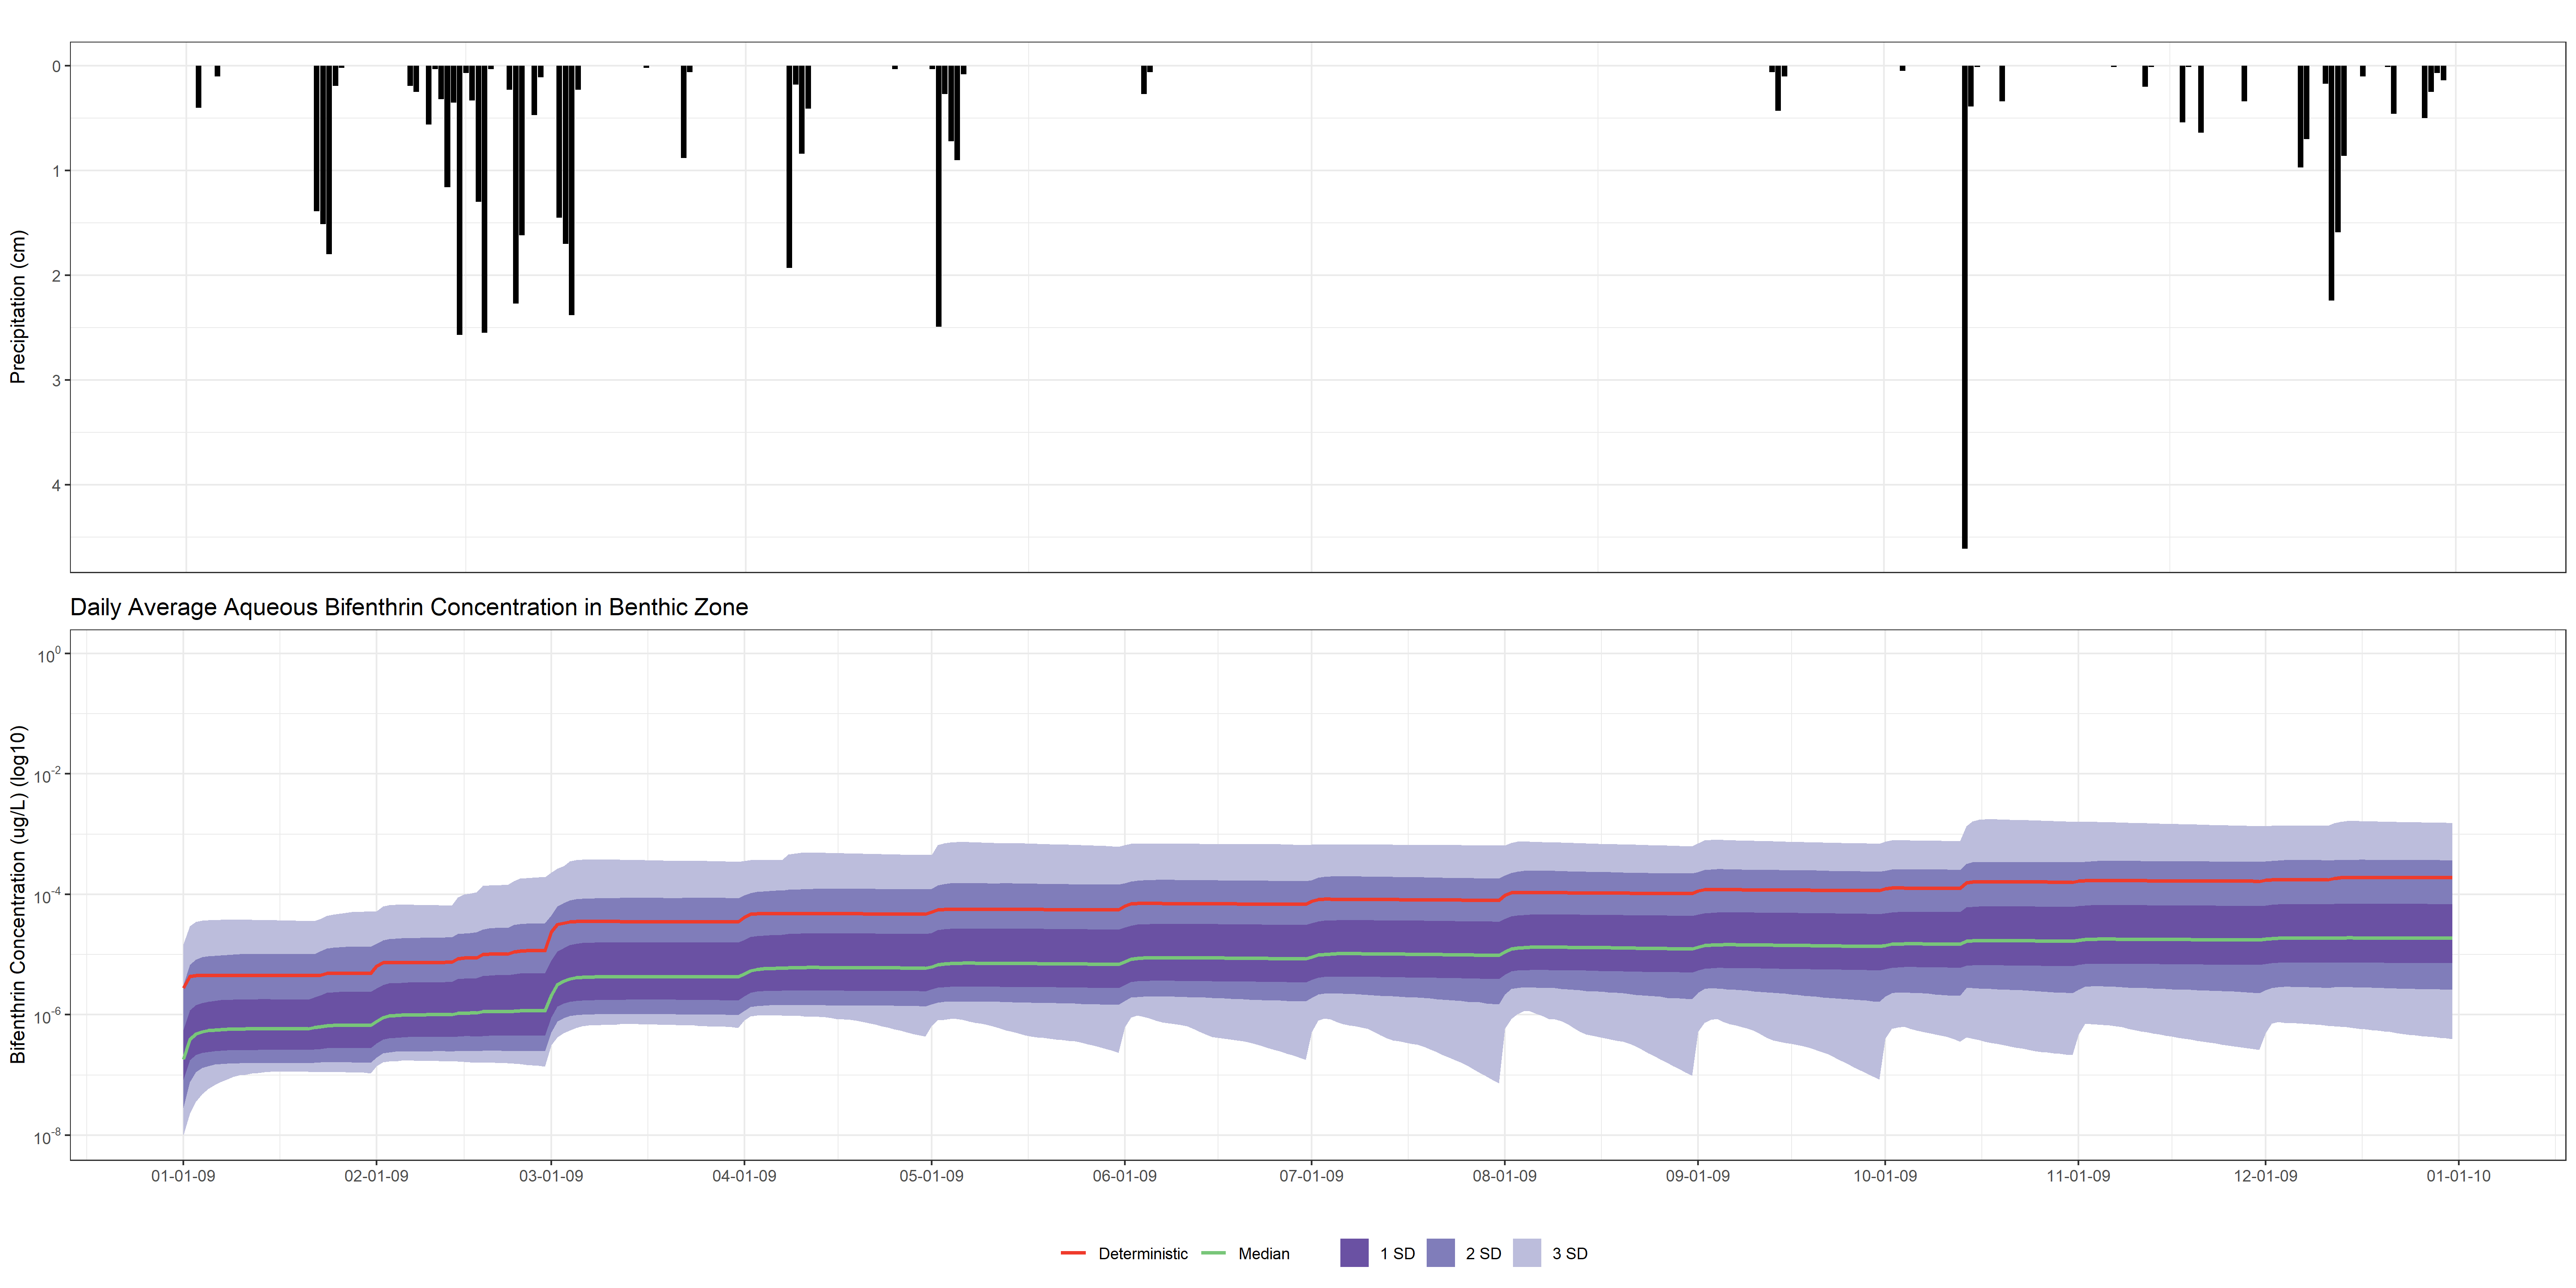 0
1
2
3
4
Precipitation (cm)
Daily Average Aqueous Bifenthrin Concentration in Benthic Zone
10^0
10^-2
10^-4
10^-6
10^-8
Bifenthrin Concentration (ug/L) (log10)
01-01-09 02-01-09 03-01-09 04-01-09 05-01-09 06-01-09 07-01-09 08-01-09 09-01-09 10-01-09 11-01-09 12-01-09 01-01-10
Deterministic Median 1 SD 2 SD 3 SD